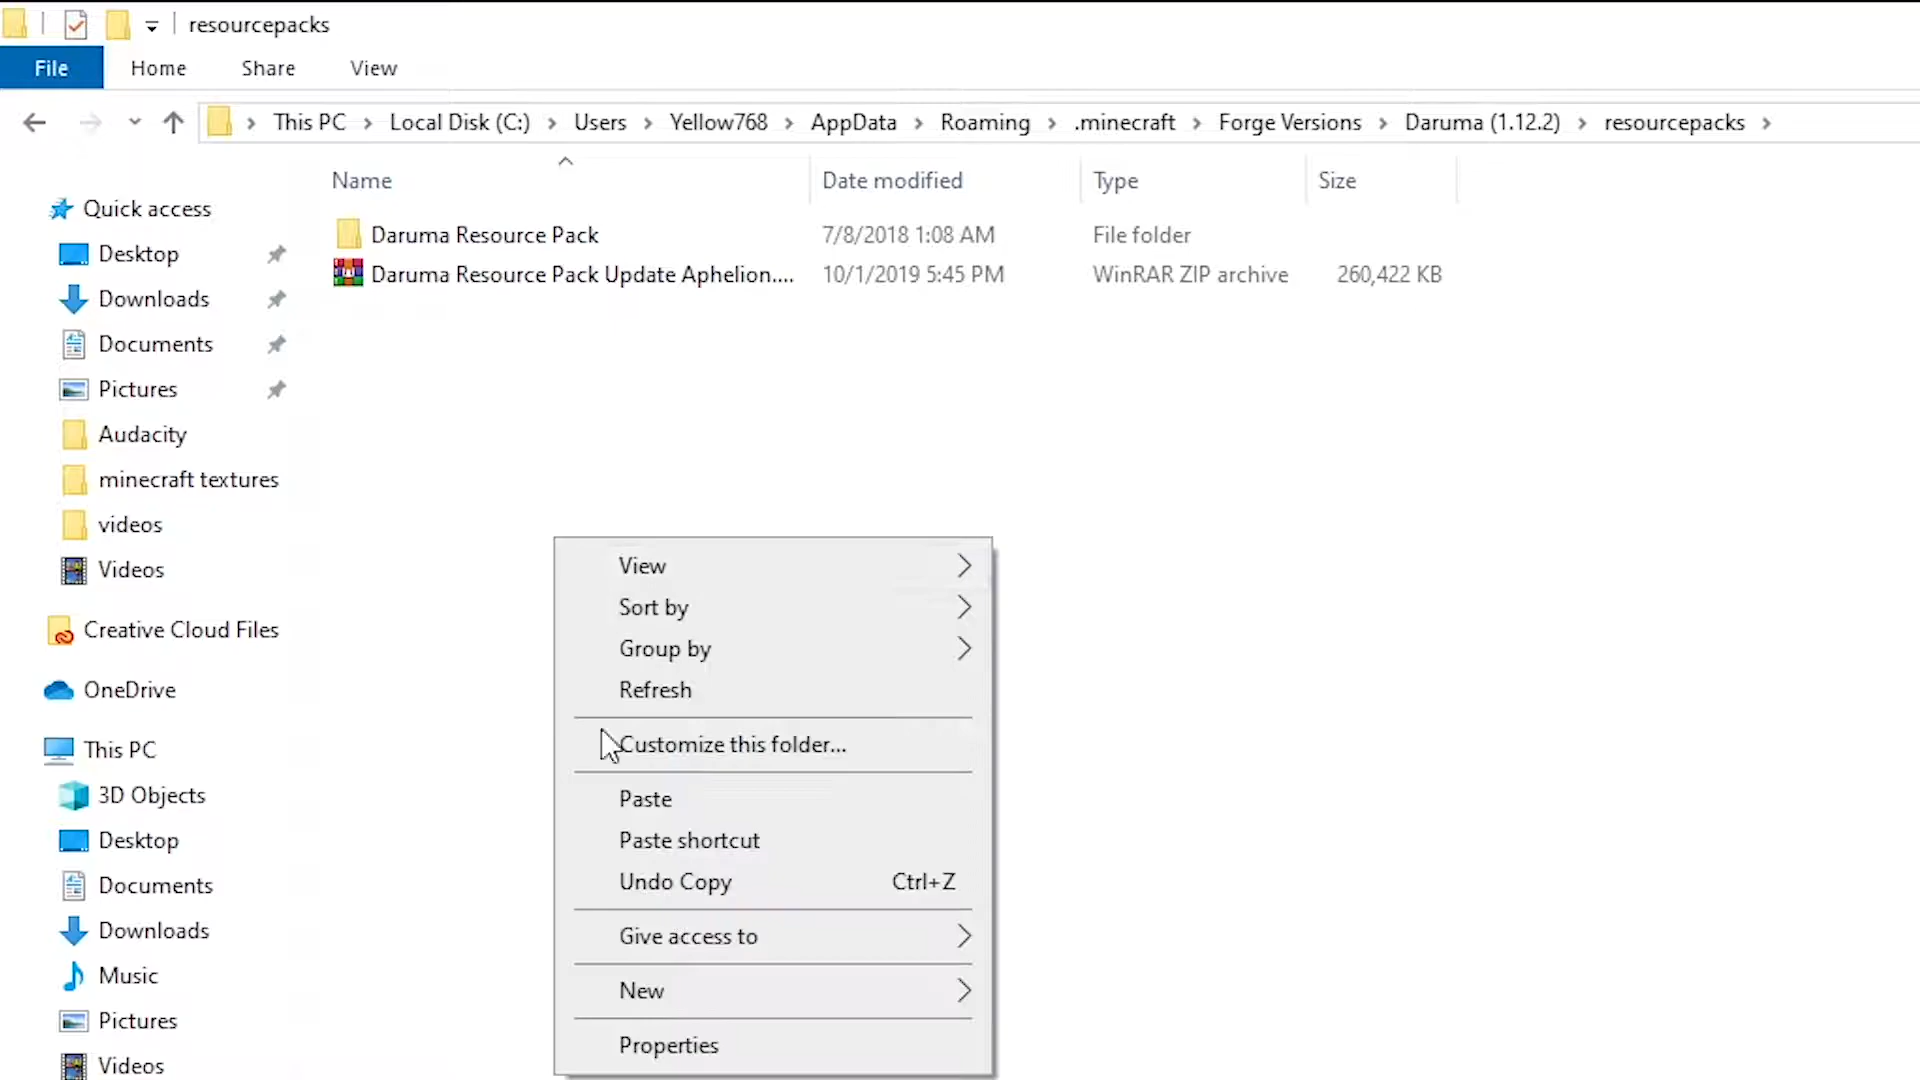 resourcepacks
File Home Share View
This PC Local Disk (C:) Users Yellow768 AppData Roaming .minecraft Forge Versions Daruma (1.12.2) resourcepacks
Name Date modified Type Size
Daruma Resource Pack 7/8/2018 1:08 AM File folder
Daruma Resource Pack Update Aphelion.... 10/1/2019 5:45 PM WinRAR ZIP archive 260,422 KB
Quick access
Desktop
Downloads
Documents
Pictures
Audacity
minecraft textures
videos
Videos
Creative Cloud Files
OneDrive
This PC
3D Objects
Desktop
Documents
Downloads
Music
Pictures
Videos
View
Sort by
Group by
Refresh
Customize this folder...
Paste
Paste shortcut
Undo Copy Ctrl+Z
Give access to
New
Properties